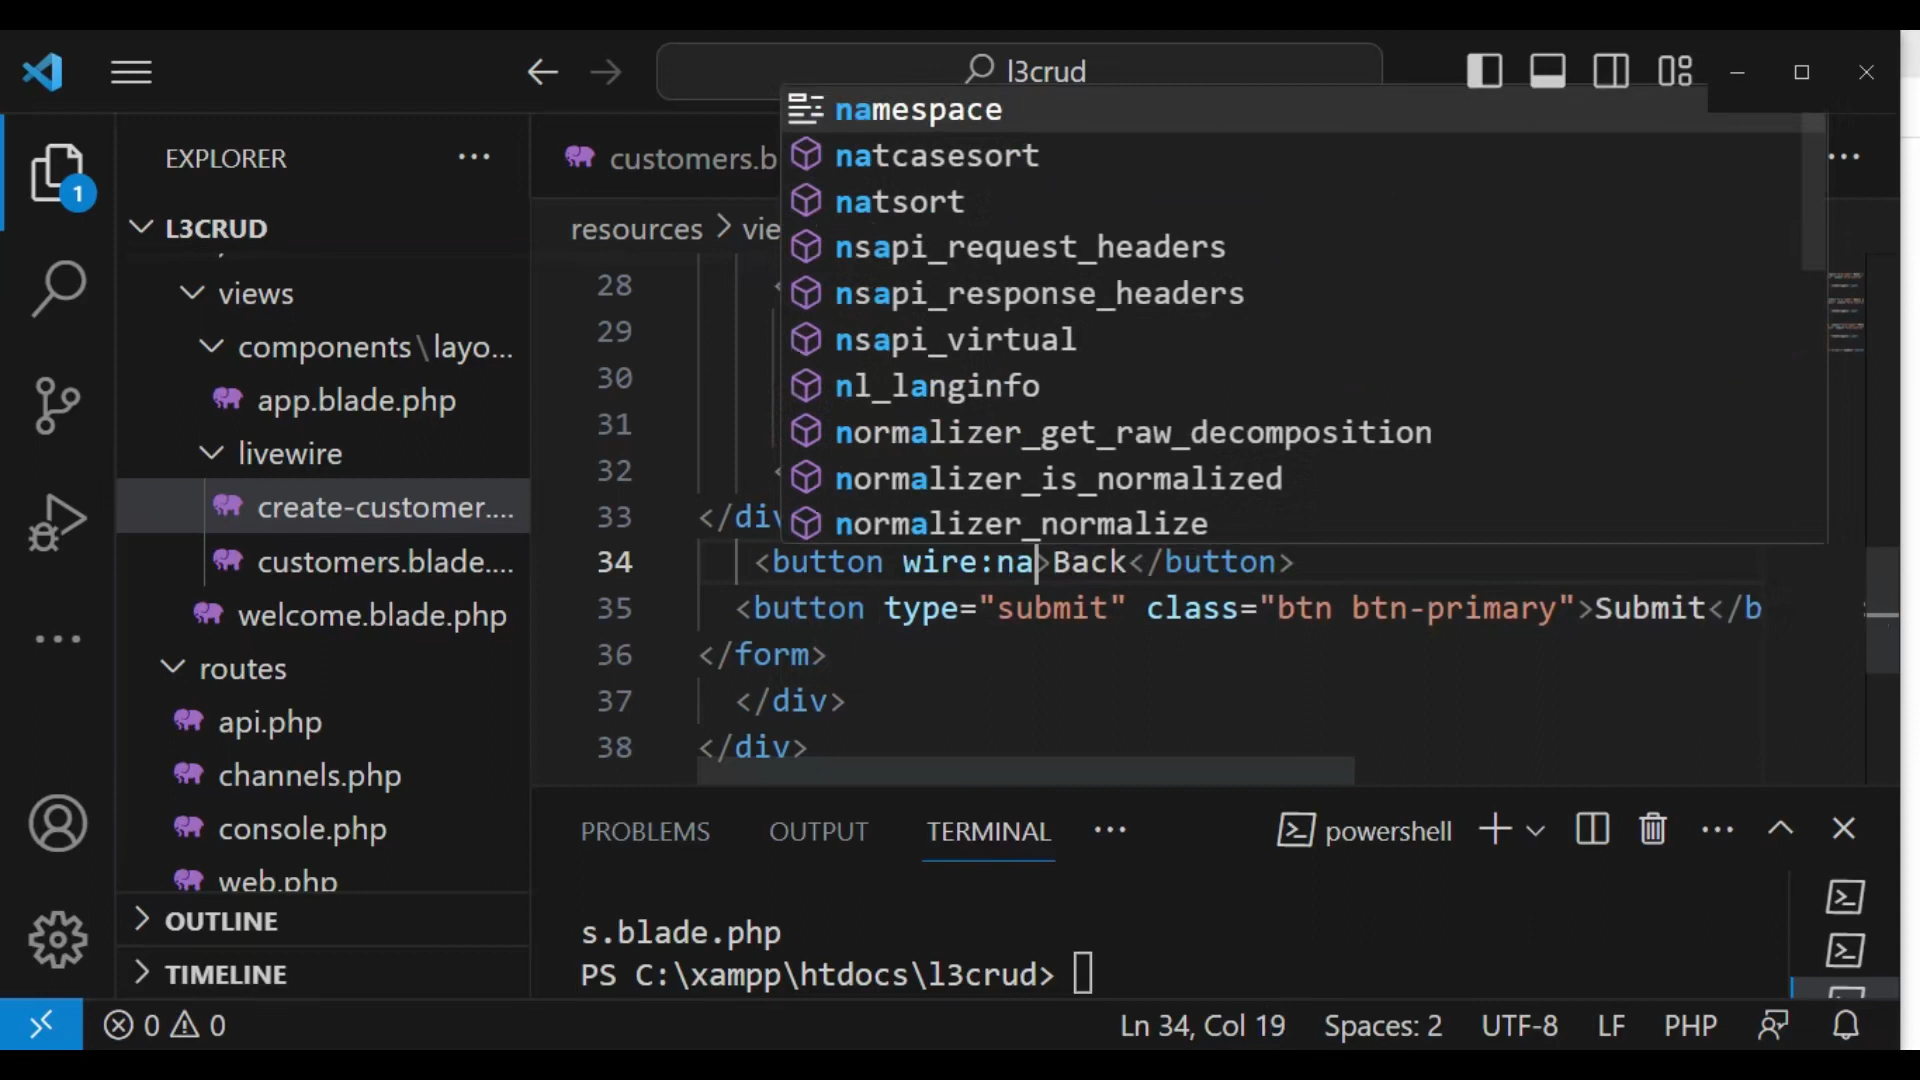 l3crud
EXPLORER
L3CRUD
views
components\layo...
app.blade.php
livewire
create-customer....
customers.blade....
welcome.blade.php
routes
api.php
channels.php
console.php
web.php
OUTLINE
TIMELINE
1
customers.b
resources > vie
namespace
natcasesort
natsort
nsapi_request_headers
nsapi_response_headers
nsapi_virtual
nl_langinfo
normalizer_get_raw_decomposition
normalizer_is_normalized
normalizer_normalize
28
29
30
31
32
33 </div
34 <button wire:na>Back</button>
35 <button type="submit" class="btn btn-primary">Submit</b
36 </form>
37 </div>
38 </div>
PROBLEMS OUTPUT TERMINAL ... powershell
s.blade.php
PS C:\xampp\htdocs\l3crud>
0 0 Ln 34, Col 19 Spaces: 2 UTF-8 LF PHP